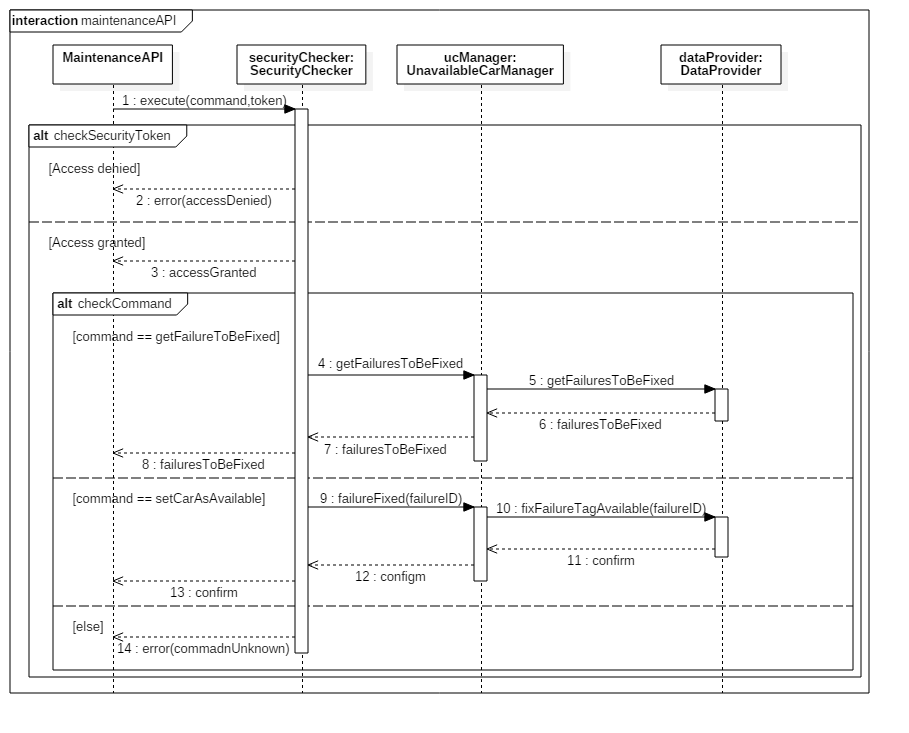 interaction maintenanceAPI
MaintenanceAPI
securityChecker:
SecurityChecker
ucManager:
UnavailableCarManager
dataProvider:
DataProvider
1 : execute(command,token)
alt checkSecurityToken
[Access denied]
2 : error(accessDenied)
[Access granted]
3 : accessGranted
alt checkCommand
[command == getFailureToBeFixed]
4 : getFailuresToBeFixed
5 : getFailuresToBeFixed
6 : failuresToBeFixed
7 : failuresToBeFixed
8 : failuresToBeFixed
[command == setCarAsAvailable]
9 : failureFixed(failureID)
10 : fixFailureTagAvailable(failureID)
11 : confirm
12 : configm
13 : confirm
[else]
14 : error(commadnUnknown)